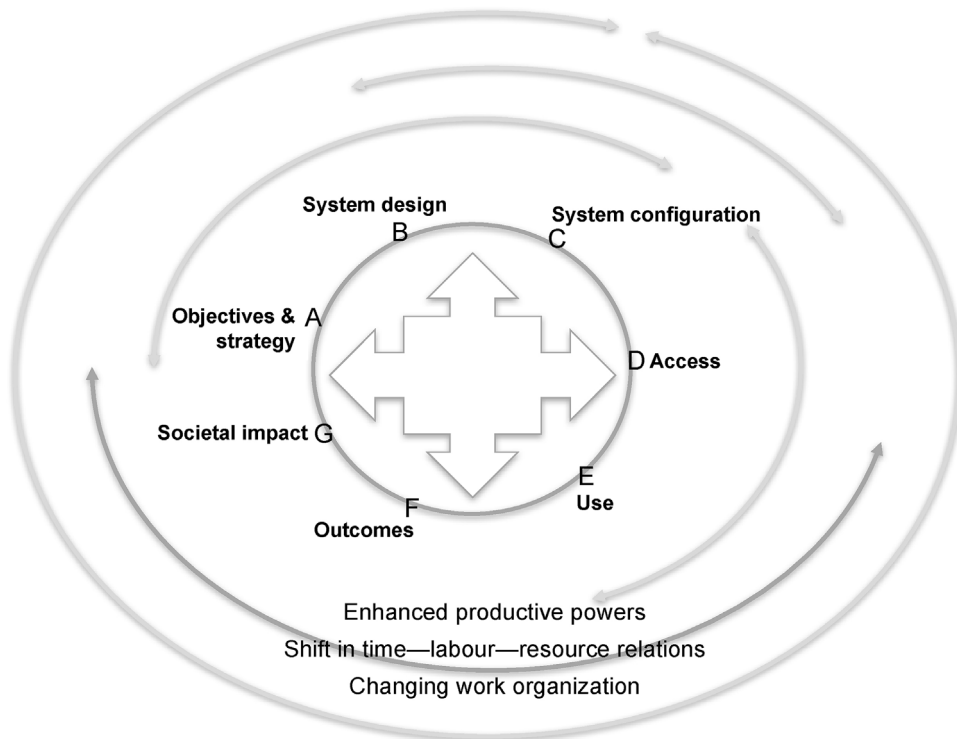 System design
B
System configuration
C
Objectives &
strategy
A
D Access
Societal impact G
E
Use
F
Outcomes
Enhanced productive powers
Shift in time—labour—resource relations
Changing work organization